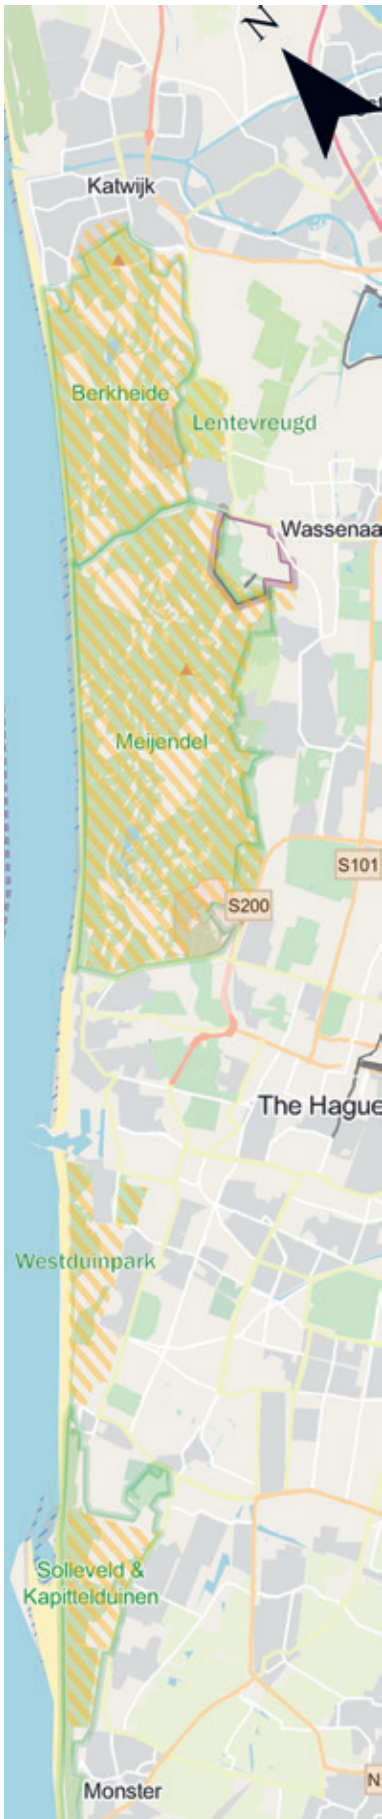 N
Katwijk
Berkheide
Lentevreugd
Wassenaa
Meijendel
S101
S200
The Hague
Westduinpark
Solleveld &
Kapittelduinen
Monster
N